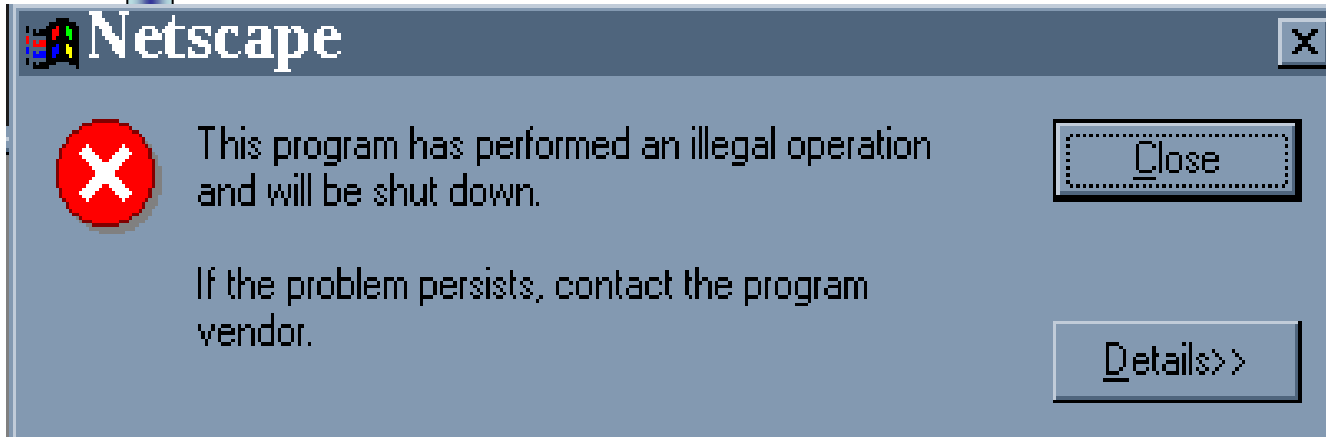 Netscape
This program has performed an illegal operation
and will be shut down.
Close
If the problem persists, contact the program
vendor.
Details>>